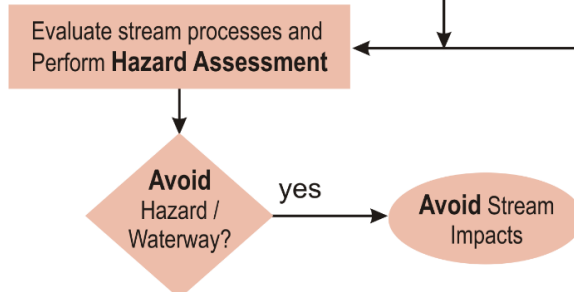 Evaluate stream processes and
Perform Hazard Assessment
Avoid
Hazard /
Waterway?
yes
Avoid Stream
Impacts